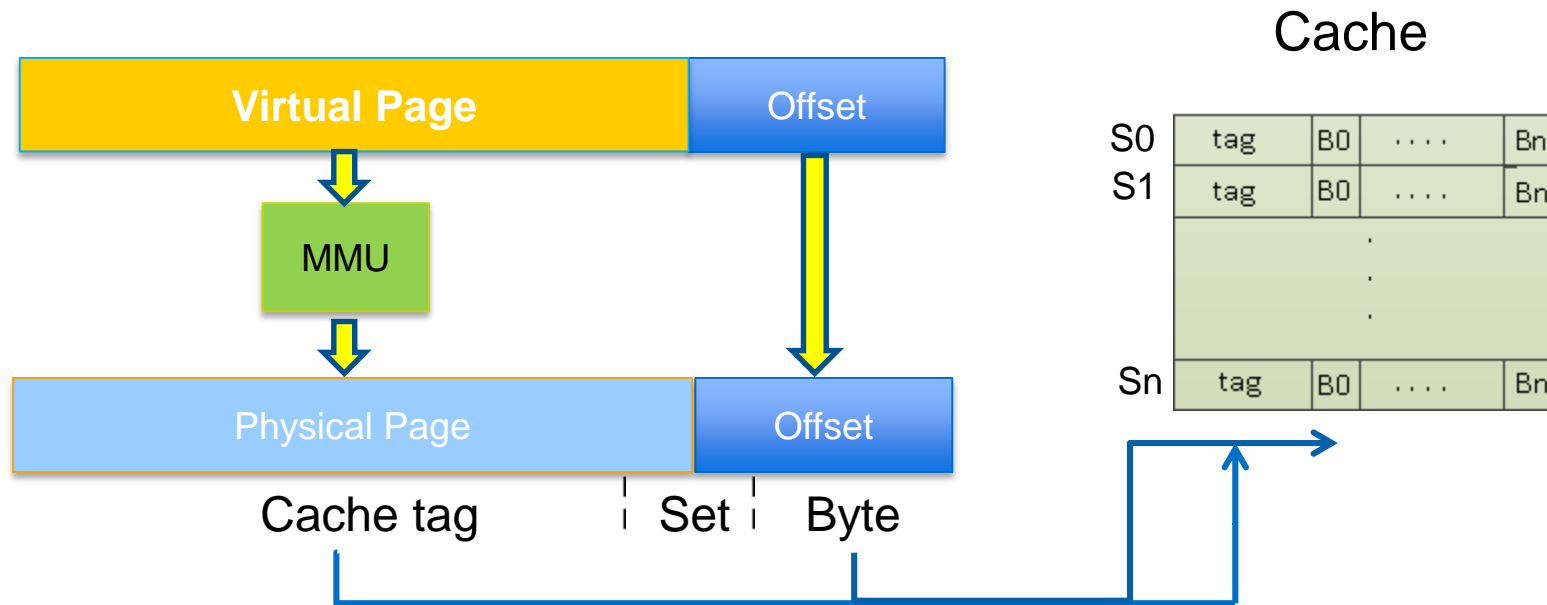 Cache
Virtual Page Offset
S0 tag B0 .... Bn
S1 tag B0 .... Bn
MMU
.
.
.
Sn tag B0 .... Bn
Physical Page Offset
Cache tag Set Byte